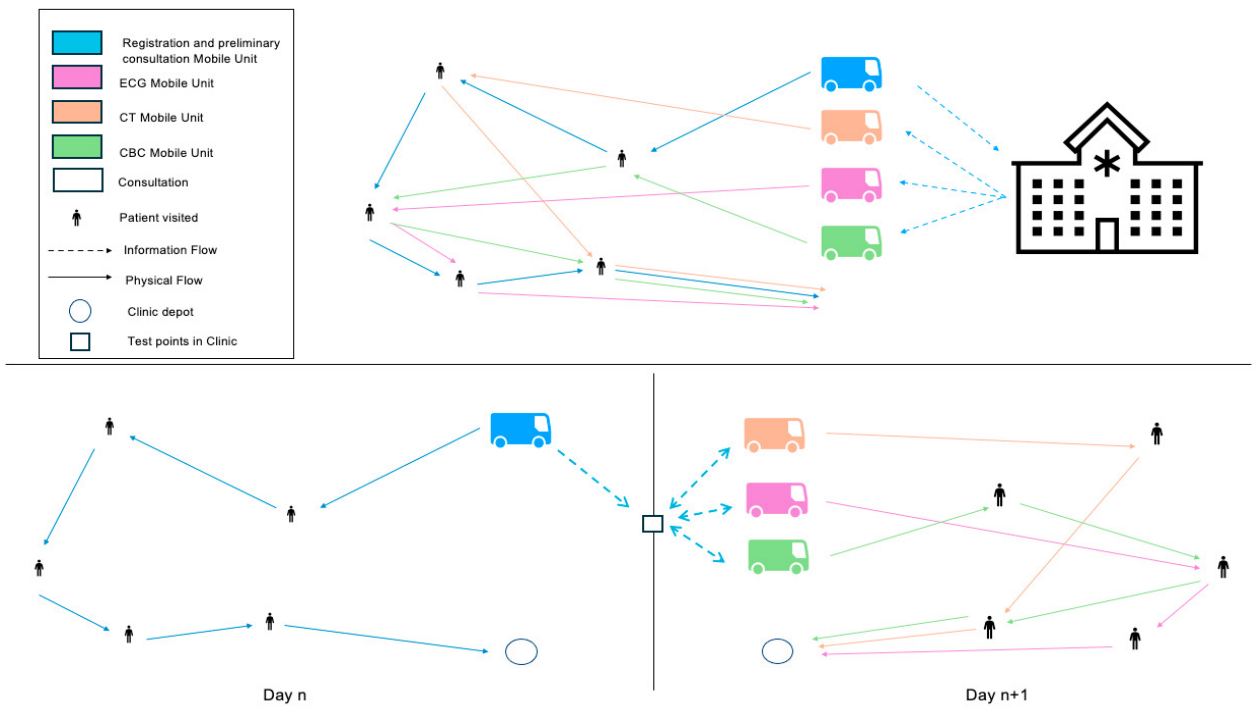 Registration and preliminary
consultation Mobile Unit
ECG Mobile Unit
CT Mobile Unit
CBC Mobile Unit
Consultation
Patient visited
Information Flow
Physical Flow
Clinic depot
Test points in Clinic
Day n
Day n+1